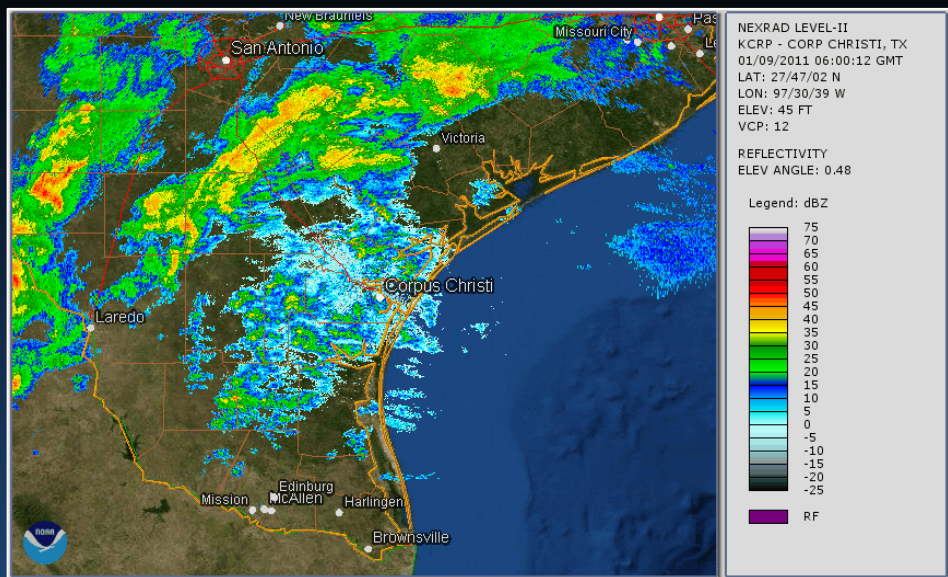 New Braunfels
San Antonio
Missouri City
Pas
Le
Victoria
Corpus Christi
Laredo
Edinburg
Mission
McAllen
Harlingen
Brownsville
NOAA
NEXRAD LEVEL-II
KCRP - CORP CHRISTI, TX
01/09/2011 06:00:12 GMT
LAT: 27/47/02 N
LON: 97/30/39 W
ELEV: 45 FT
VCP: 12
REFLECTIVITY
ELEV ANGLE: 0.48
Legend: dBZ
75
70
65
60
55
50
45
40
35
30
25
20
15
10
5
0
-5
-10
-15
-20
-25
RF